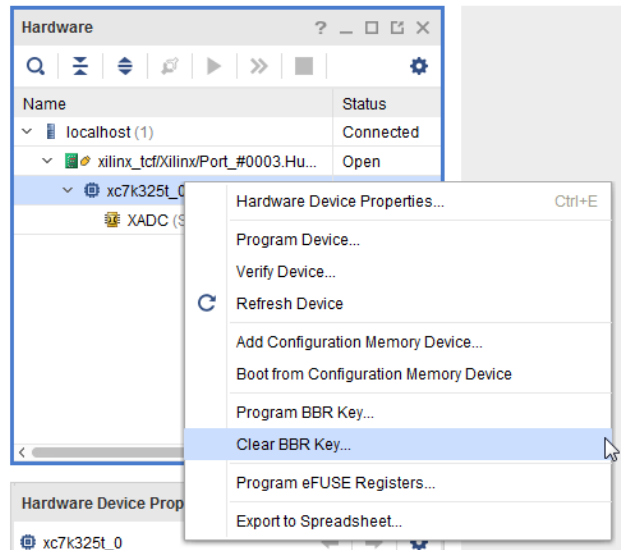 Hardware
Name Status
localhost (1) Connected
xilinx_tcf/Xilinx/Port_#0003.Hu... Open
xc7k325t_0
XADC (S
Hardware Device Properties... Ctrl+E
Program Device...
Verify Device...
Refresh Device
Add Configuration Memory Device...
Boot from Configuration Memory Device
Program BBR Key...
Clear BBR Key...
Program eFUSE Registers...
Export to Spreadsheet...
Hardware Device Prop
xc7k325t_0